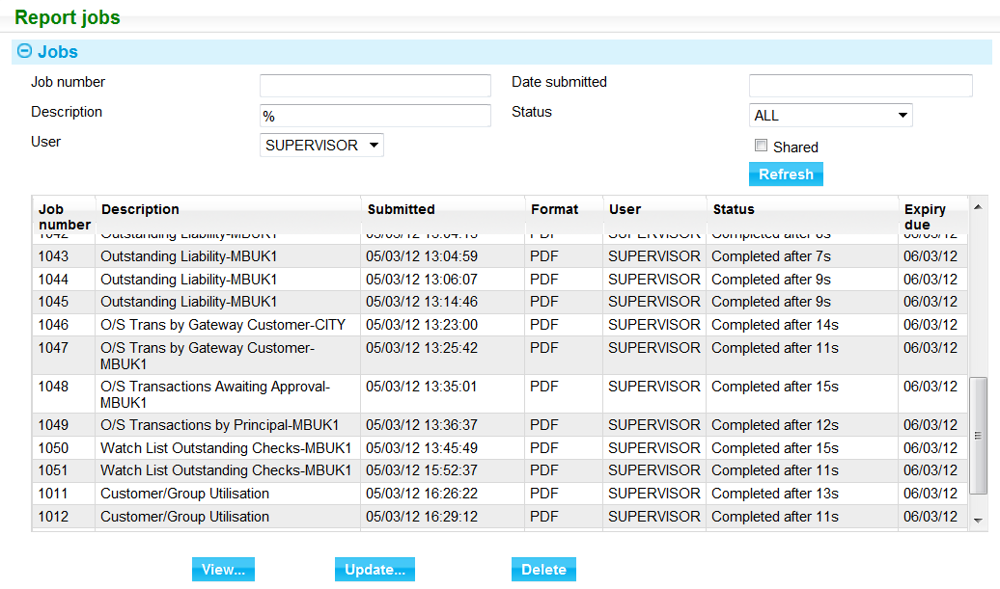 Report jobs
Jobs
Job number
Date submitted
Description %
Status ALL
User SUPERVISOR
Shared
Refresh
Job number Description Submitted Format User Status Expiry due
1042 Outstanding Liability-MBUK1 05/03/12 13:04:15 PDF SUPERVISOR Completed after 8s 06/03/12
1043 Outstanding Liability-MBUK1 05/03/12 13:04:59 PDF SUPERVISOR Completed after 7s 06/03/12
1044 Outstanding Liability-MBUK1 05/03/12 13:06:07 PDF SUPERVISOR Completed after 9s 06/03/12
1045 Outstanding Liability-MBUK1 05/03/12 13:14:46 PDF SUPERVISOR Completed after 9s 06/03/12
1046 O/S Trans by Gateway Customer-CITY 05/03/12 13:23:00 PDF SUPERVISOR Completed after 14s 06/03/12
1047 O/S Trans by Gateway Customer- 05/03/12 13:25:42 PDF SUPERVISOR Completed after 11s 06/03/12
MBUK1
1048 O/S Transactions Awaiting Approval- 05/03/12 13:35:01 PDF SUPERVISOR Completed after 15s 06/03/12
MBUK1
1049 O/S Transactions by Principal-MBUK1 05/03/12 13:36:37 PDF SUPERVISOR Completed after 12s 06/03/12
1050 Watch List Outstanding Checks-MBUK1 05/03/12 13:45:49 PDF SUPERVISOR Completed after 15s 06/03/12
1051 Watch List Outstanding Checks-MBUK1 05/03/12 15:52:37 PDF SUPERVISOR Completed after 11s 06/03/12
1011 Customer/Group Utilisation 05/03/12 16:26:22 PDF SUPERVISOR Completed after 13s 06/03/12
1012 Customer/Group Utilisation 05/03/12 16:29:12 PDF SUPERVISOR Completed after 11s 06/03/12
View... Update... Delete